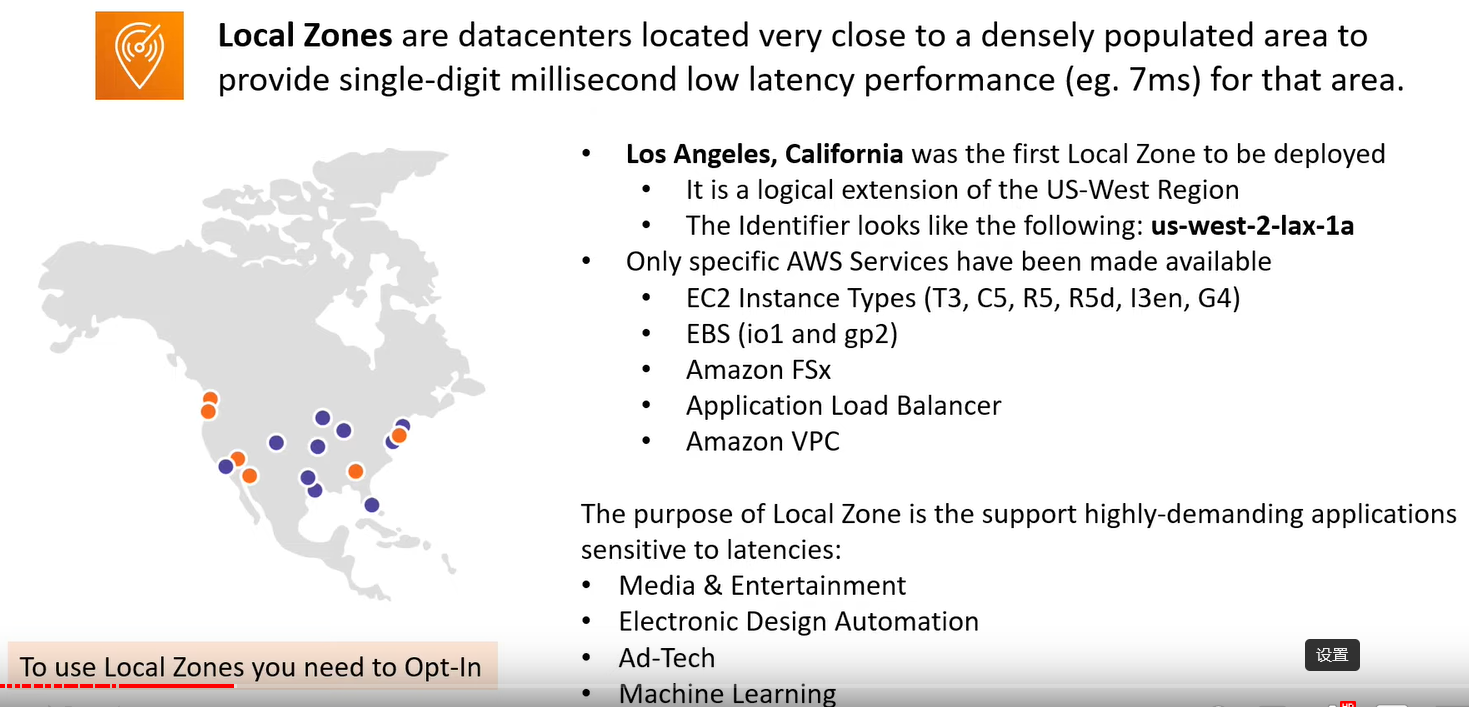 Local Zones are datacenters located very close to a densely populated area to
provide single-digit millisecond low latency performance (eg. 7ms) for that area.
• Los Angeles, California was the first Local Zone to be deployed
• It is a logical extension of the US-West Region
• The Identifier looks like the following: us-west-2-lax-1a
• Only specific AWS Services have been made available
• EC2 Instance Types (T3, C5, R5, R5d, I3en, G4)
• EBS (io1 and gp2)
• Amazon FSx
• Application Load Balancer
• Amazon VPC
The purpose of Local Zone is the support highly-demanding applications
sensitive to latencies:
• Media & Entertainment
• Electronic Design Automation
• Ad-Tech
• Machine Learning
To use Local Zones you need to Opt-In
设置